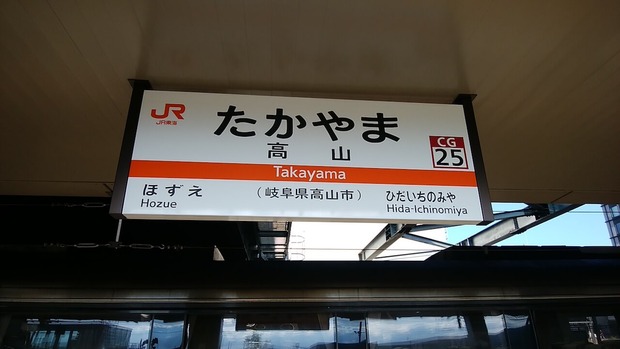 JR
JR東海
たかやま
高山
CG
25
Takayama
ほずえ
Hozue
（岐阜県高山市）
ひだいちのみや
Hida-Ichinomiya